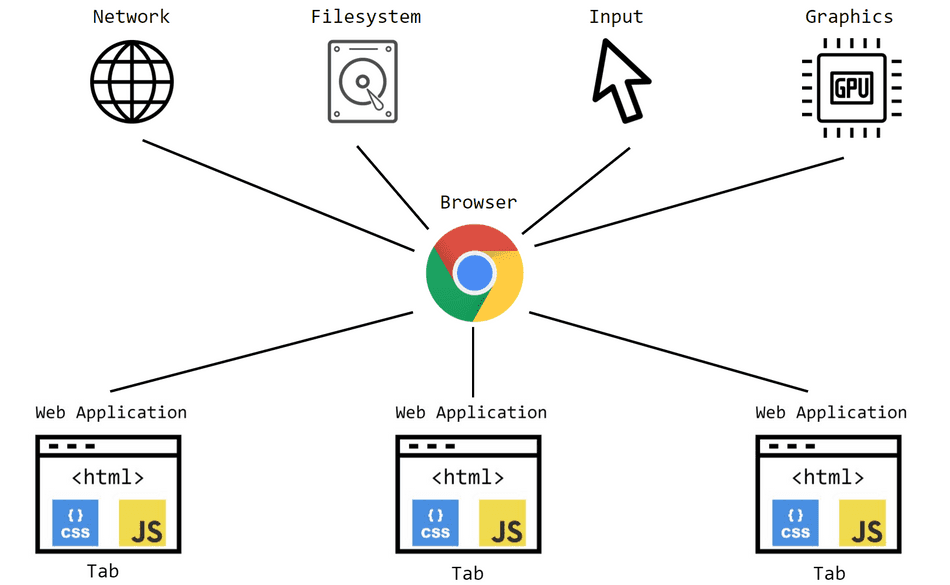 Network
Filesystem
Input
Graphics
GPU
Browser
Web Application
Web Application
Web Application
<html>
<html>
<html>
{ }
CSS
JS
{ }
CSS
JS
{ }
CSS
JS
Tab
Tab
Tab